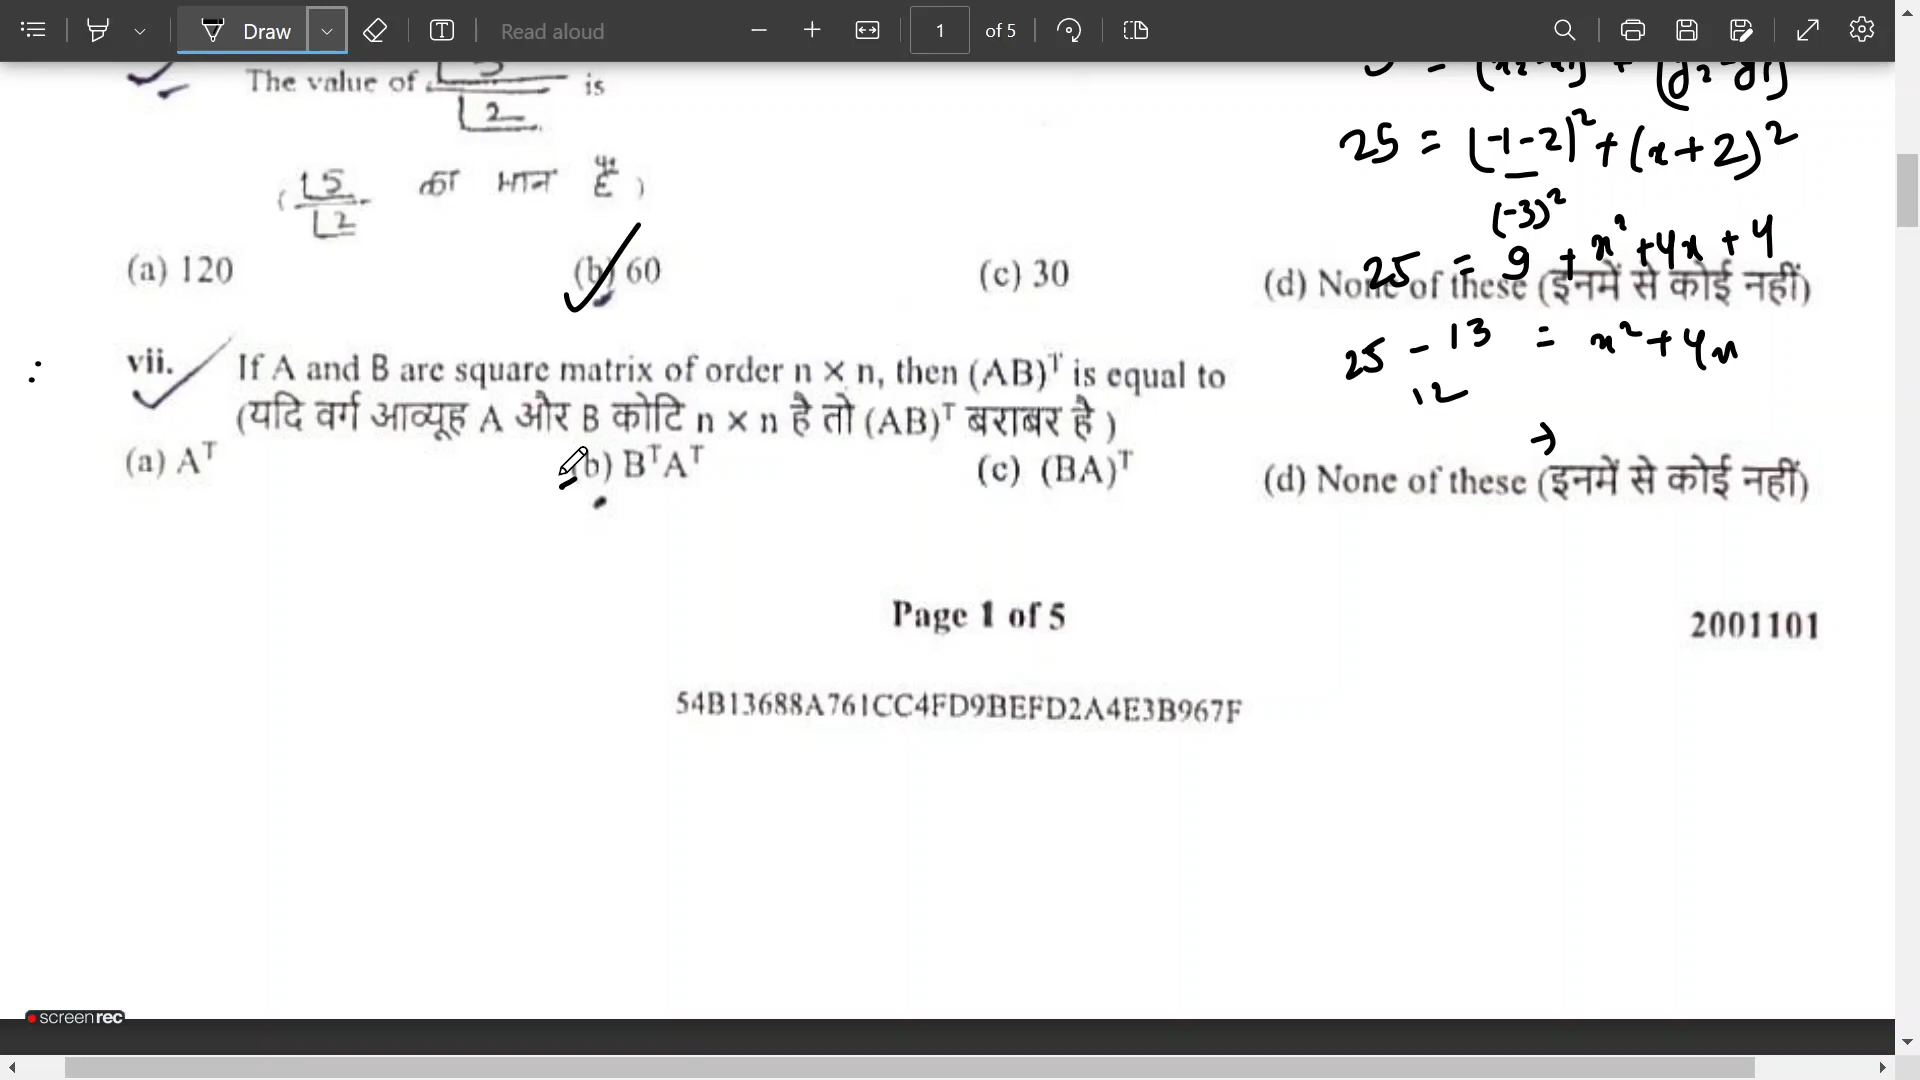 Draw
Read aloud
1 of 5
The value of ⌊5/⌊2 is
25 = (-1-2)² + (x+2)²
(⌊5/⌊2 का मान है)
(-3)²
25 = 9 + x² + 4x + 4
(a) 120 (b) 60 (c) 30 (d) None of these (इनमें से कोई नहीं)
25 - 13 = x² + 4x
12
vii. If A and B are square matrix of order n × n, then (AB)ᵀ is equal to
(यदि वर्ग आव्यूह A और B कोटि n × n है तो (AB)ᵀ बराबर है )
(a) Aᵀ (b) BᵀAᵀ (c) (BA)ᵀ (d) None of these (इनमें से कोई नहीं)
Page 1 of 5
2001101
54B13688A761CC4FD9BEFD2A4E3B967F
screenrec